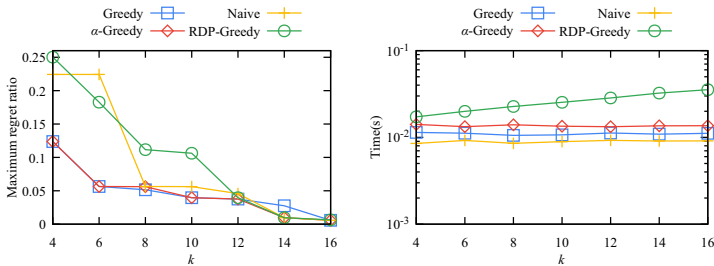 Greedy Naive
α-Greedy RDP-Greedy
Maximum regret ratio
0.25
0.2
0.15
0.1
0.05
0
4 6 8 10 12 14 16
k
Greedy Naive
α-Greedy RDP-Greedy
Time(s)
10-1
10-2
10-3
4 6 8 10 12 14 16
k